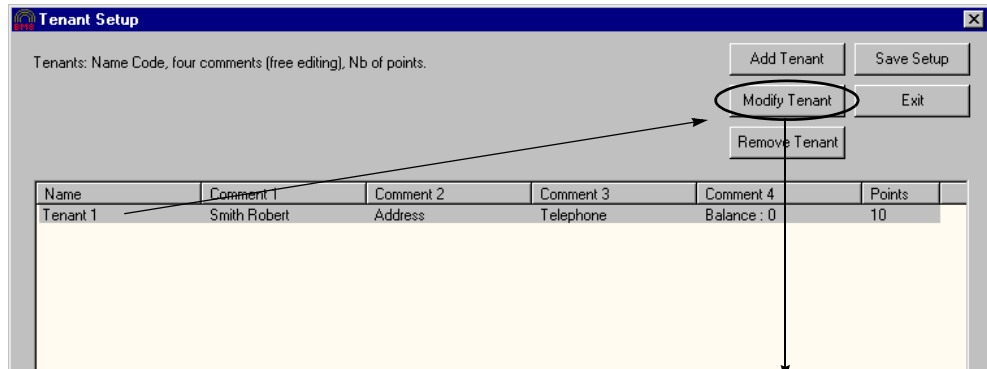 BMS Tenant Setup
Tenants: Name Code, four comments (free editing), Nb of points.
Add Tenant Save Setup
Modify Tenant Exit
Remove Tenant
Name Comment 1 Comment 2 Comment 3 Comment 4 Points
Tenant 1 Smith Robert Address Telephone Balance : 0 10